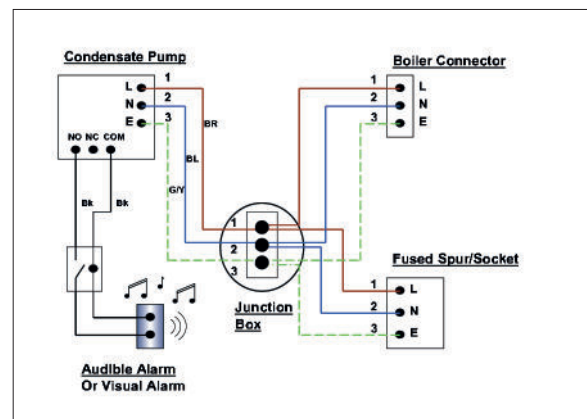 Condensate Pump
1
L
2
N
3
E
NO NC COM
BR
BL
G/Y
Bk
Bk
Boiler Connector
1
L
2
N
3
E
1
2
3
Junction
Box
Fused Spur/Socket
1
L
2
N
3
E
Audible Alarm
Or Visual Alarm